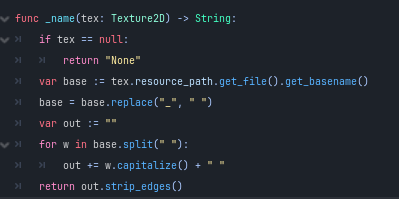 func _name(tex: Texture2D) -> String:
if tex == null:
return "None"
var base := tex.resource_path.get_file().get_basename()
base = base.replace("_", " ")
var out := ""
for w in base.split(" "):
out += w.capitalize() + " "
return out.strip_edges()